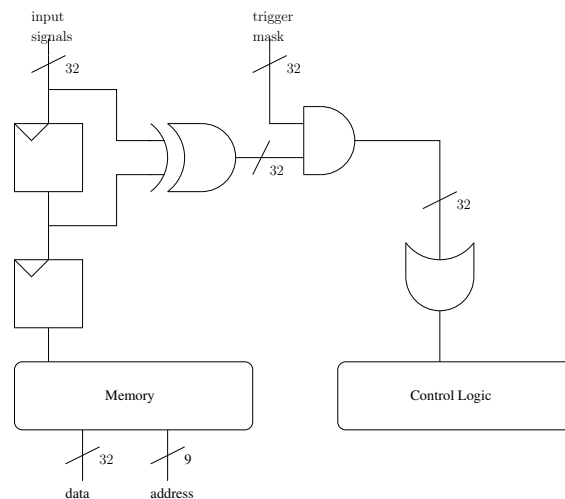 input
signals
trigger
mask
32
32
32
32
Memory
Control Logic
32
9
data
address